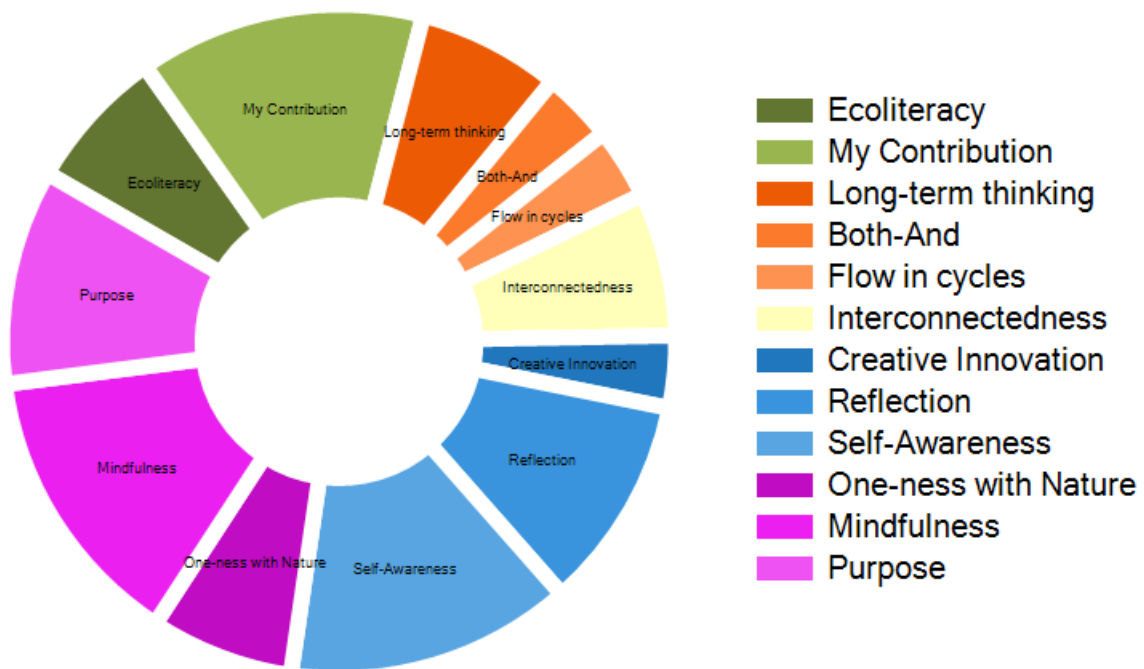 My Contribution
Long-term thinking
Both-And
Flow in cycles
Interconnectedness
Creative Innovation
Reflection
Self-Awareness
One-ness with Nature
Mindfulness
Purpose
Ecoliteracy
Ecoliteracy
My Contribution
Long-term thinking
Both-And
Flow in cycles
Interconnectedness
Creative Innovation
Reflection
Self-Awareness
One-ness with Nature
Mindfulness
Purpose